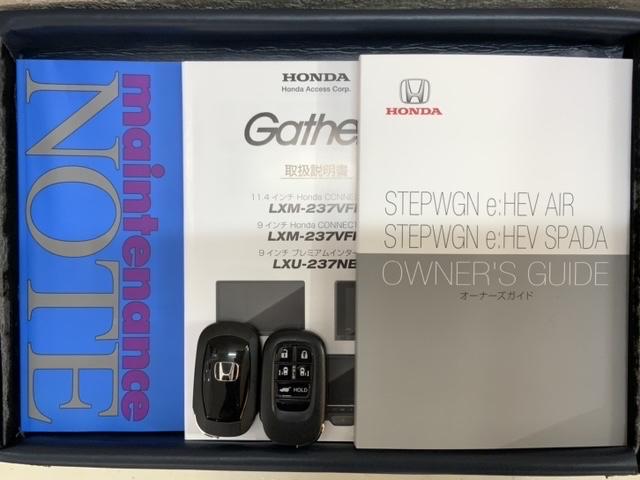 maintenance
NOTE
HONDA
Honda Access Corp.
Gathe
取扱説明書
11.4インチ Honda CONNEC
LXM-237VF
9インチ Honda CONNECT
LXM-237VF
9インチ プレミアムインター
LXU-237NB
HONDA
STEPWGN e:HEV AIR
STEPWGN e:HEV SPADA
OWNER'S GUIDE
オーナーズガイド
HOLD